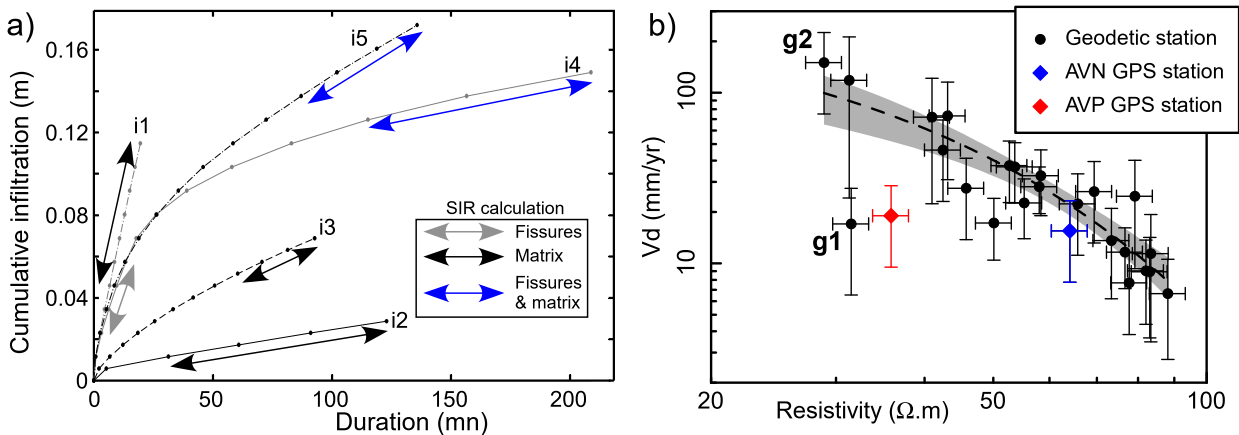 a)
Cumulative infiltration (m)
0.16
0.12
0.08
0.04
0
0
50
100
150
200
Duration (mn)
i1
i5
i4
i3
i2
SIR calculation
Fissures
Matrix
Fissures
& matrix
b)
Vd (mm/yr)
100
10
20
50
100
Resistivity (Ω.m)
g2
g1
Geodetic station
AVN GPS station
AVP GPS station